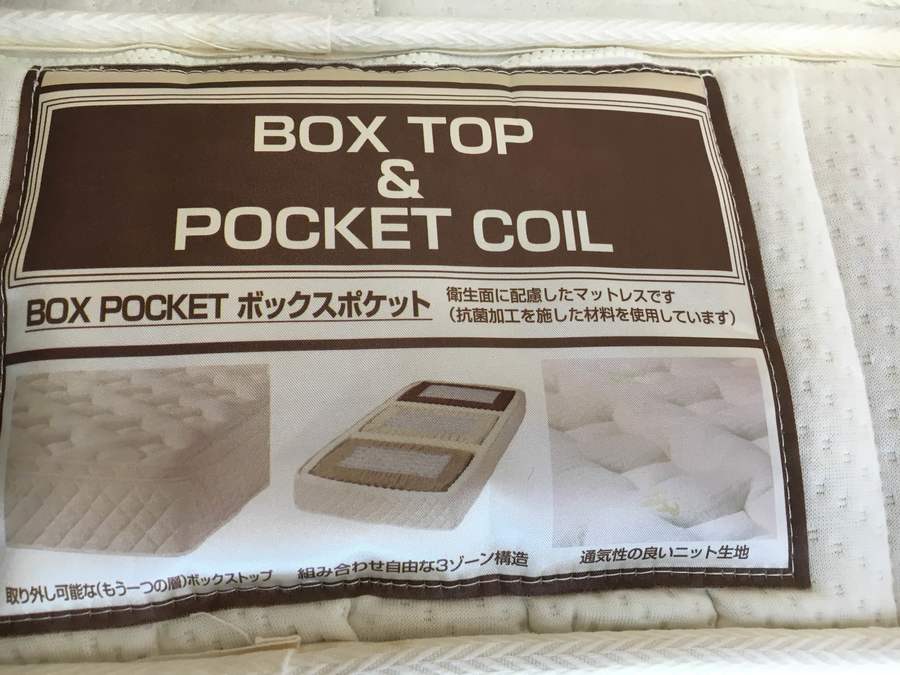 BOX TOP
&
POCKET COIL
BOX POCKET ボックスポケット
衛生面に配慮したマットレスです
(抗菌加工を施した材料を使用しています)
取り外し可能な(もう一つの層)ボックストップ
組み合わせ自由な3ゾーン構造
通気性の良いニット生地